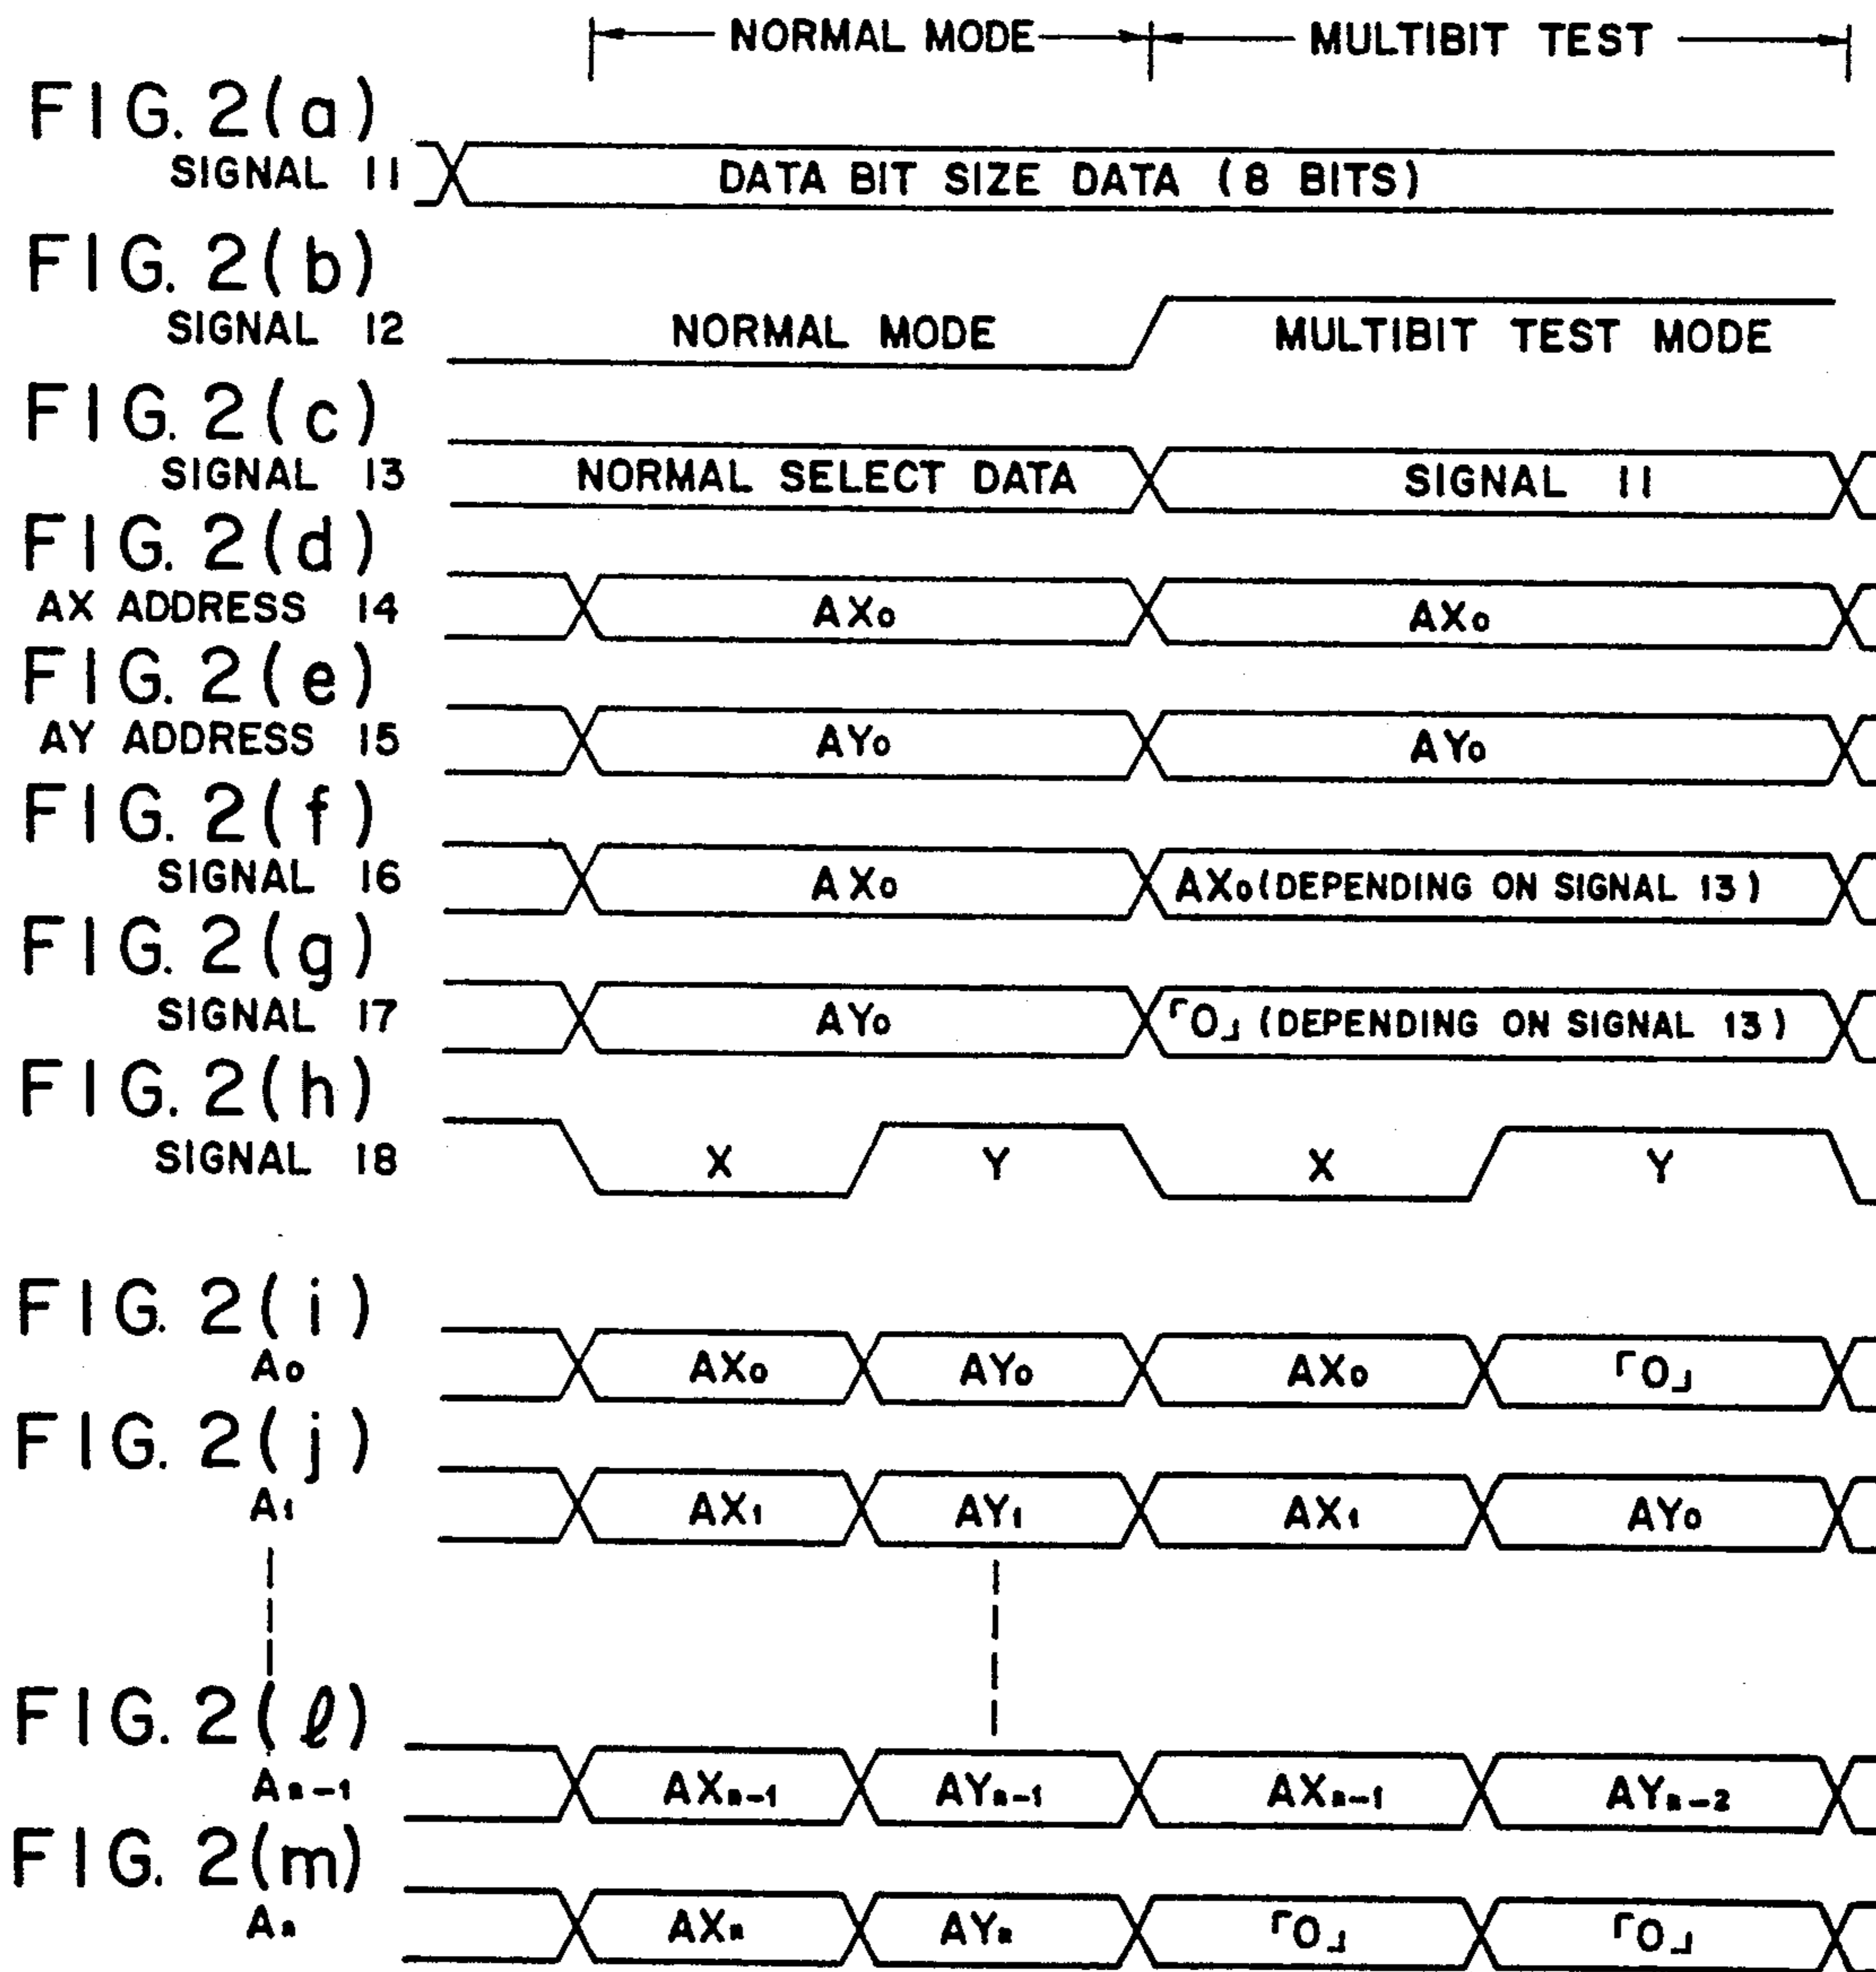 NORMAL MODE MULTIBIT TEST
FIG. 2(a)
SIGNAL 11 DATA BIT SIZE DATA (8 BITS)
FIG. 2(b)
SIGNAL 12 NORMAL MODE MULTIBIT TEST MODE
FIG. 2(c)
SIGNAL 13 NORMAL SELECT DATA SIGNAL 11
FIG. 2(d)
AX ADDRESS 14 AX0 AX0
FIG. 2(e)
AY ADDRESS 15 AY0 AY0
FIG. 2(f)
SIGNAL 16 AX0 AX0 (DEPENDING ON SIGNAL 13)
FIG. 2(g)
SIGNAL 17 AY0 「0」 (DEPENDING ON SIGNAL 13)
FIG. 2(h)
SIGNAL 18 X Y X Y
FIG. 2(i)
A0 AX0 AY0 AX0 「0」
FIG. 2(j)
A1 AX1 AY1 AX1 AY0
FIG. 2(ℓ)
An-1 AXn-1 AYn-1 AXn-1 AYn-2
FIG. 2(m)
An AXn AYn 「0」 「0」